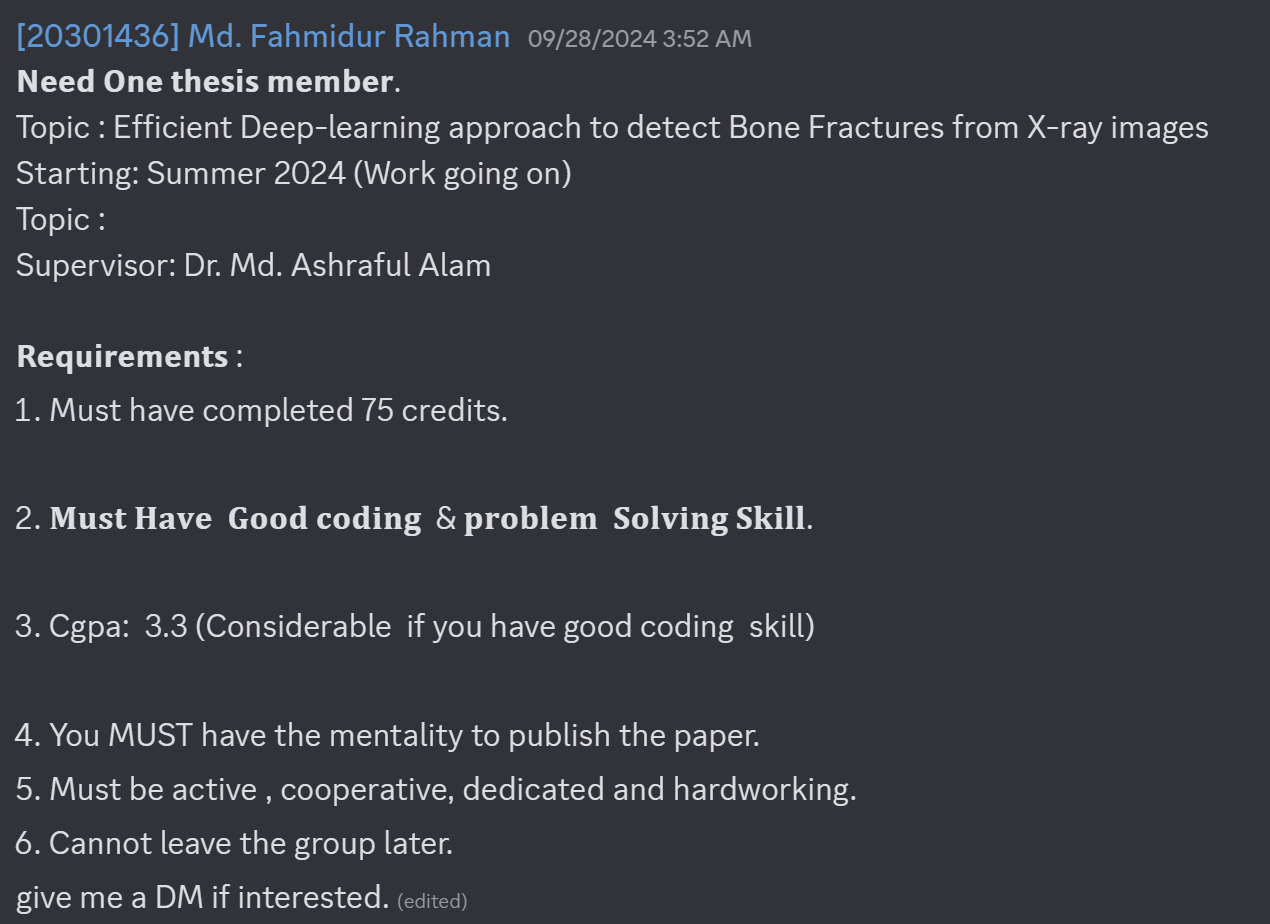 [20301436] Md. Fahmidur Rahman 09/28/2024 3:52 AM
Need One thesis member.
Topic : Efficient Deep-learning approach to detect Bone Fractures from X-ray images
Starting: Summer 2024 (Work going on)
Topic :
Supervisor: Dr. Md. Ashraful Alam
Requirements :
1. Must have completed 75 credits.
2. Must Have  Good coding  & problem  Solving Skill.
3. Cgpa:  3.3 (Considerable  if you have good coding  skill)
4. You MUST have the mentality to publish the paper.
5. Must be active , cooperative, dedicated and hardworking.
6. Cannot leave the group later.
give me a DM if interested. (edited)